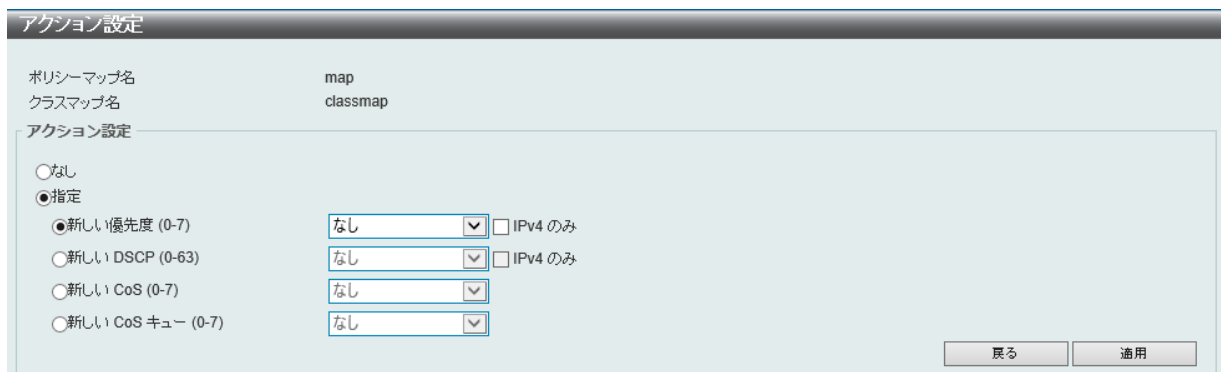 アクション設定
ポリシーマップ名 map
クラスマップ名 classmap
アクション設定
なし
指定
新しい優先度 (0-7) なし IPv4 のみ
新しい DSCP (0-63) なし IPv4 のみ
新しい CoS (0-7) なし
新しい CoS キュー (0-7) なし
戻る 適用